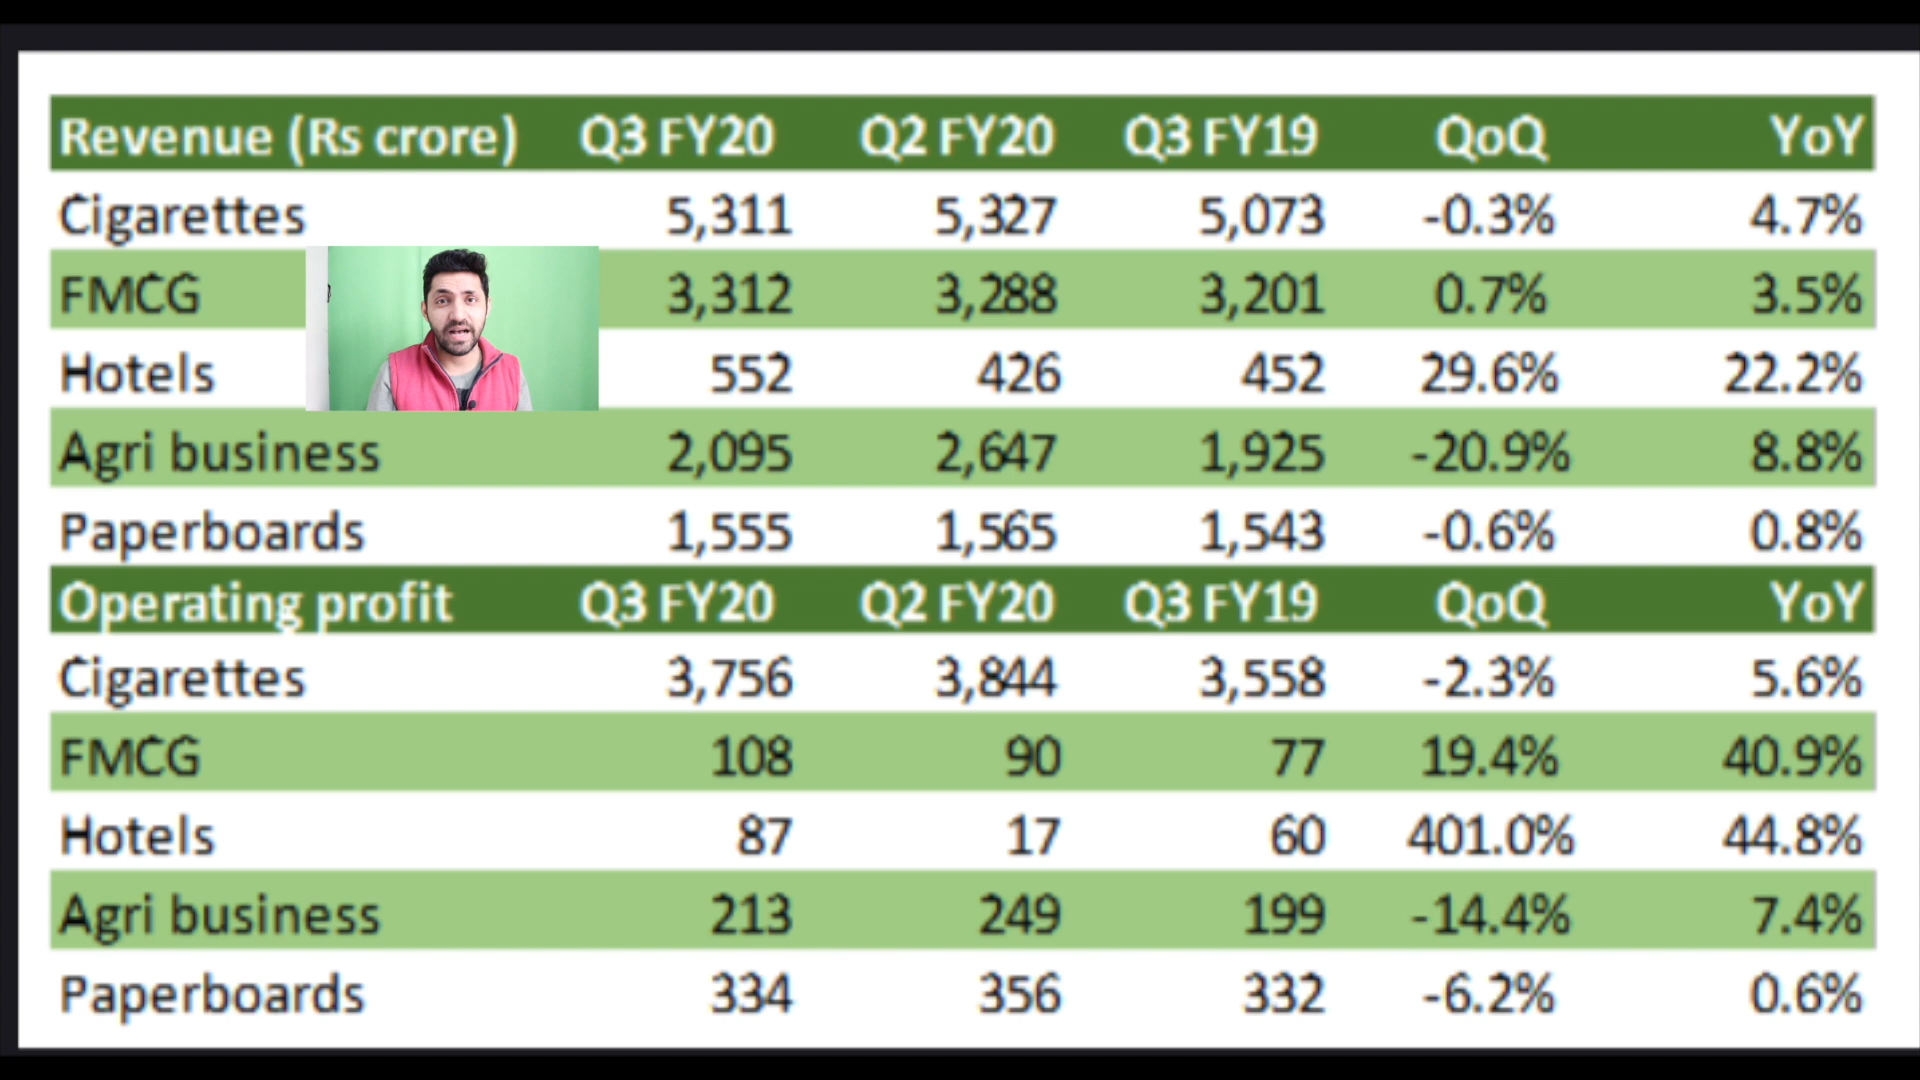 Revenue (Rs crore) Q3 FY20 Q2 FY20 Q3 FY19 QoQ YoY
Cigarettes 5,311 5,327 5,073 -0.3% 4.7%
FMCG 3,312 3,288 3,201 0.7% 3.5%
Hotels 552 426 452 29.6% 22.2%
Agri business 2,095 2,647 1,925 -20.9% 8.8%
Paperboards 1,555 1,565 1,543 -0.6% 0.8%
Operating profit Q3 FY20 Q2 FY20 Q3 FY19 QoQ YoY
Cigarettes 3,756 3,844 3,558 -2.3% 5.6%
FMCG 108 90 77 19.4% 40.9%
Hotels 87 17 60 401.0% 44.8%
Agri business 213 249 199 -14.4% 7.4%
Paperboards 334 356 332 -6.2% 0.6%